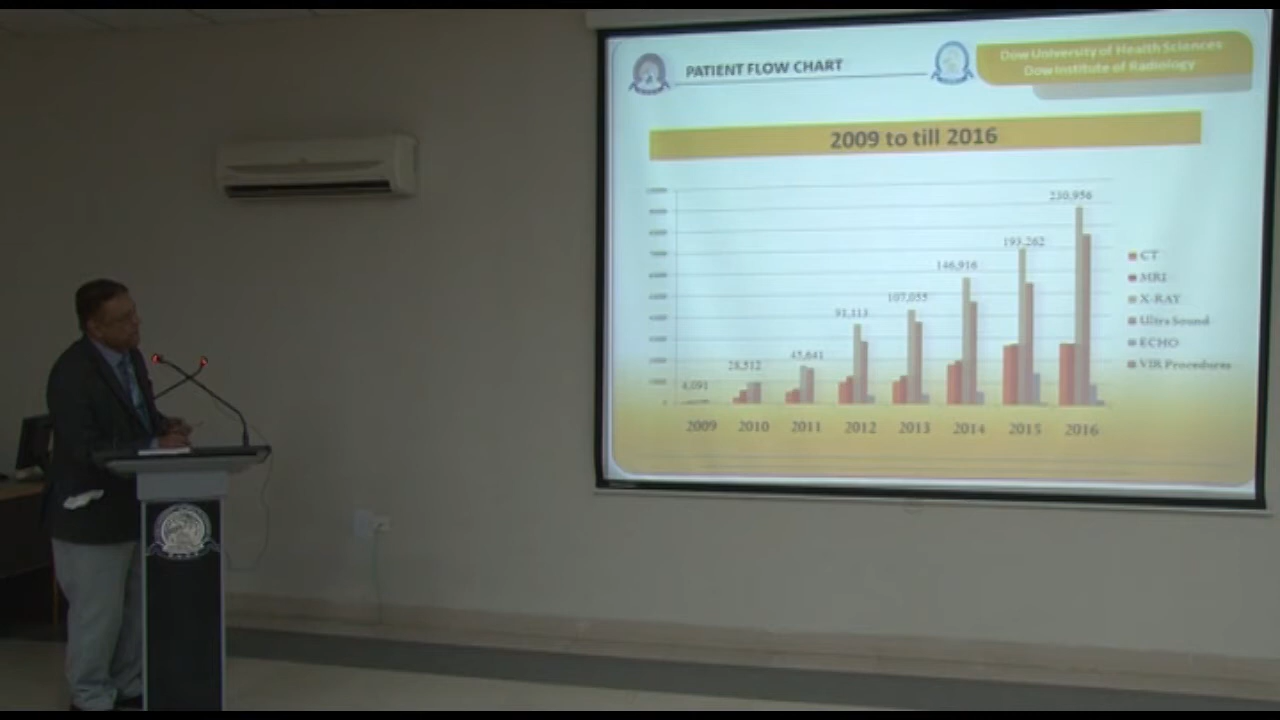 PATIENT FLOW CHART
Dow University of Health Sciences
Dow Institute of Radiology
2009 to till 2016
230,956
193,262
146,916
107,055
91,113
45,641
28,512
4,091
CT
MRI
X-RAY
Ultra Sound
ECHO
VIR Procedures
2009 2010 2011 2012 2013 2014 2015 2016